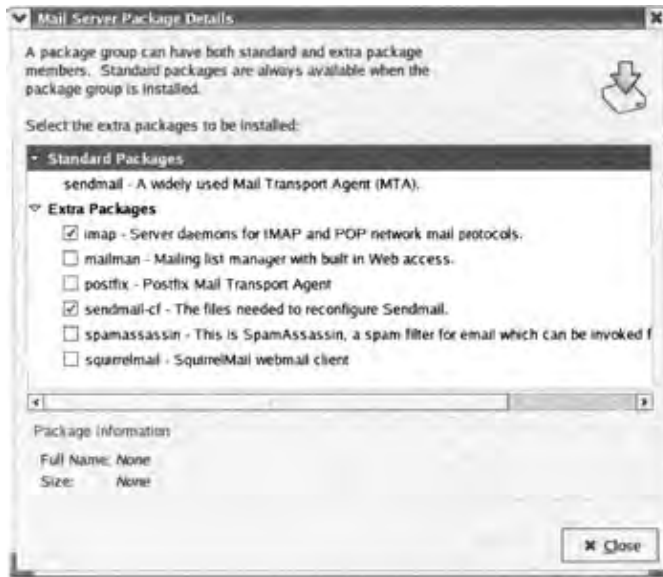 Mail Server Package Details
A package group can have both standard and extra package
members. Standard packages are always available when the
package group is installed.
Select the extra packages to be installed:
Standard Packages
sendmail - A widely used Mail Transport Agent (MTA).
Extra Packages
imap - Server daemons for IMAP and POP network mail protocols.
mailman - Mailing list manager with built in Web access.
postfix - Postfix Mail Transport Agent
sendmail-cf - The files needed to reconfigure Sendmail.
spamassassin - This is SpamAssassin, a spam filter for email which can be invoked f
squirrelmail - SquirrelMail webmail client
Package Information
Full Name: None
Size: None
Close